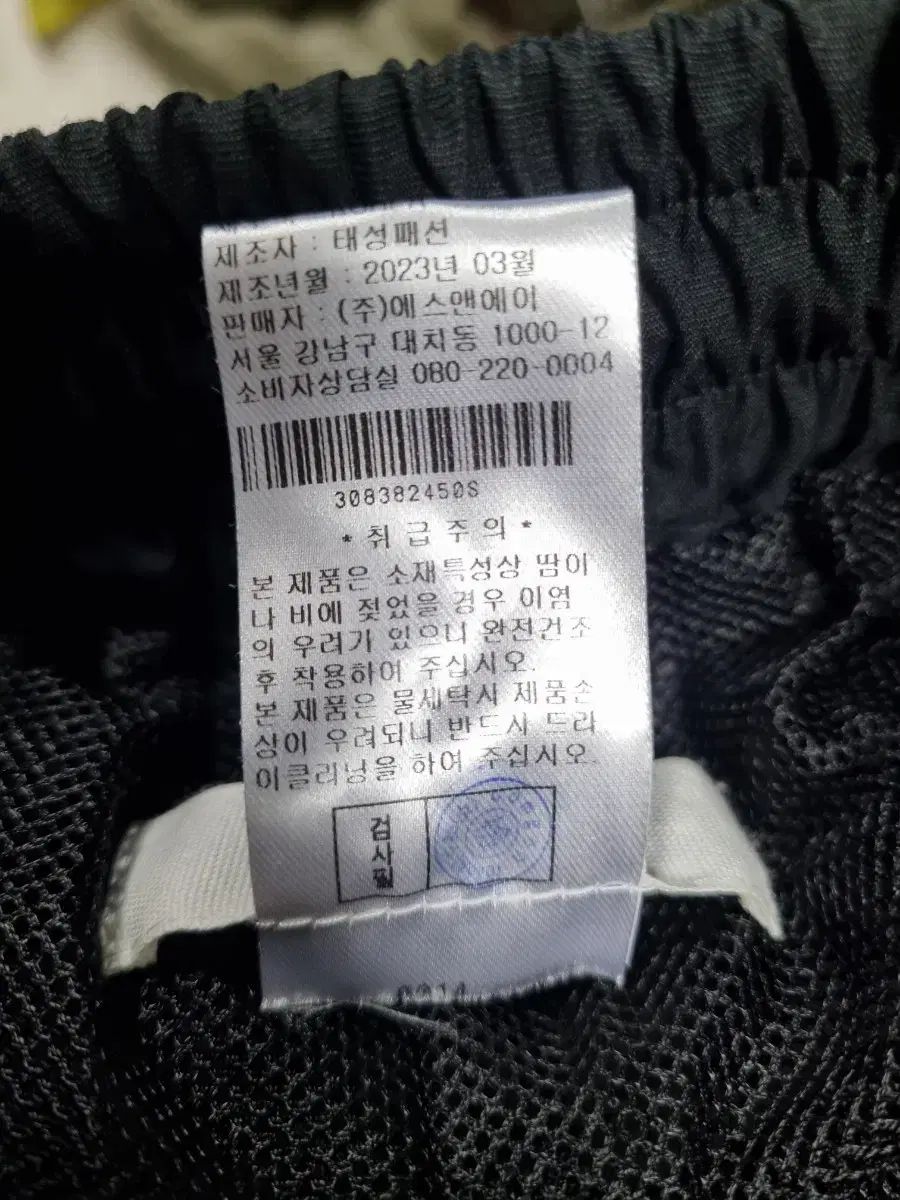 제조자 : 태성패션
제조년월 : 2023년 03월
판매자 : (주)에스앤에이
서울 강남구 대치동 1000-12
소비자상담실 080-220-0004
308382450S
*취급주의*
본 제품은 소재특성상 땀이
나 비에 젖었을 경우 이염
의 우려가 있으니 완전건조
후 착용하여 주십시오.
본 제품은 물세탁시 제품손
상이 우려되니 반드시 드라
이클리닝을 하여 주십시오.
검사필